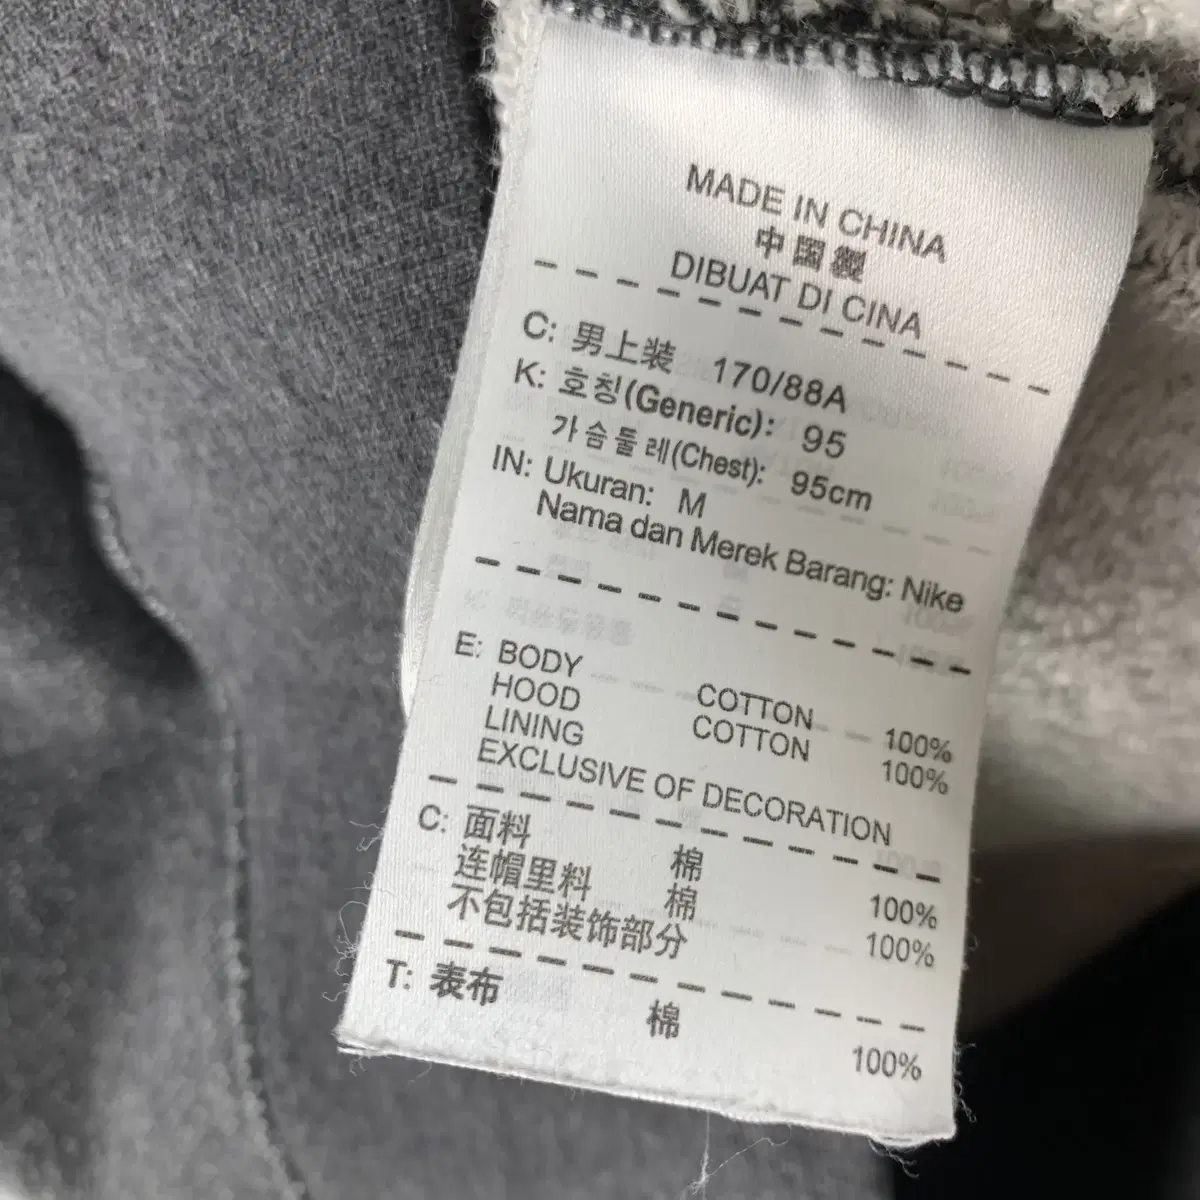 MADE IN CHINA
中國製
DIBUAT DI CINA
C: 男上装 170/88A
K: 호칭(Generic): 95
가슴둘레(Chest): 95cm
IN: Ukuran: M
Nama dan Merek Barang: Nike
E: BODY COTTON 100%
HOOD COTTON 100%
LINING
EXCLUSIVE OF DECORATION
C: 面料 棉 100%
连帽里料 棉 100%
不包括装饰部分
T: 表布 棉 100%